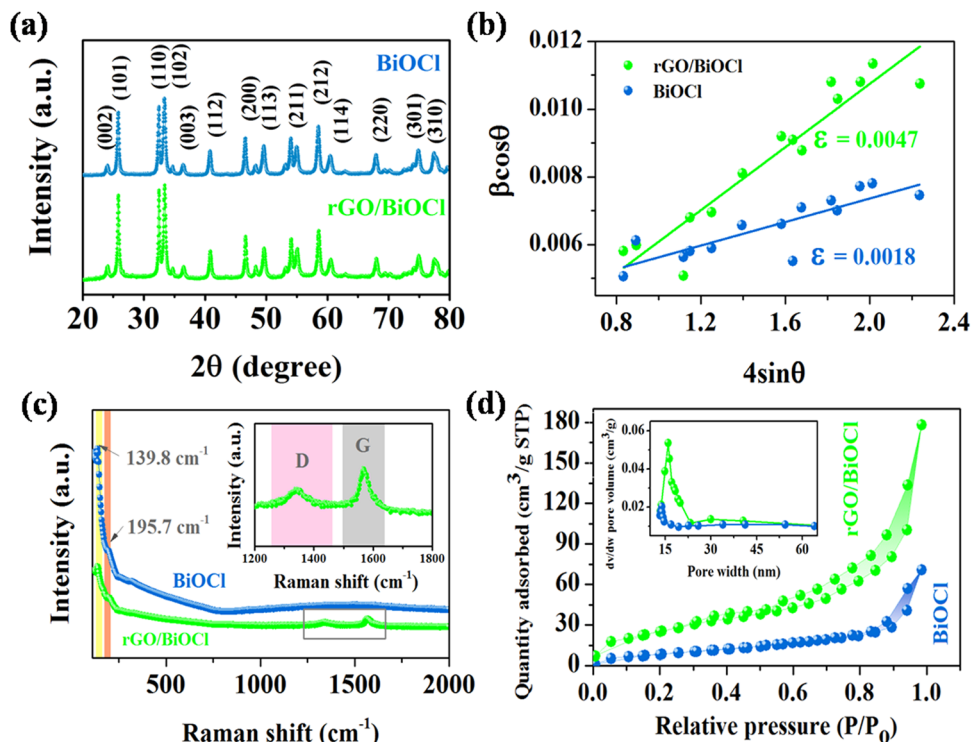 (a)
Intensity (a.u.)
(002)
(101)
(110)
(102)
(003)
(112)
(200)
(113)
(211)
(212)
(114)
(220)
(301)
(310)
BiOCl
rGO/BiOCl
20 30 40 50 60 70 80
2θ (degree)
(b)
βcosθ
0.012
0.010
0.008
0.006
rGO/BiOCl
BiOCl
ε = 0.0047
ε = 0.0018
0.8 1.2 1.6 2.0 2.4
4sinθ
(c)
Intensity (a.u.)
139.8 cm-1
195.7 cm-1
BiOCl
rGO/BiOCl
Intensity (a.u.)
D
G
1200 1400 1600 1800
Raman shift (cm-1)
500 1000 1500 2000
Raman shift (cm-1)
(d)
Quantity adsorbed (cm3/g STP)
180
150
120
90
60
30
0
dv/dw pore volume (cm3/g)
0.06
0.04
0.02
15 30 45 60
Pore width (nm)
rGO/BiOCl
BiOCl
0.0 0.2 0.4 0.6 0.8 1.0
Relative pressure (P/P0)